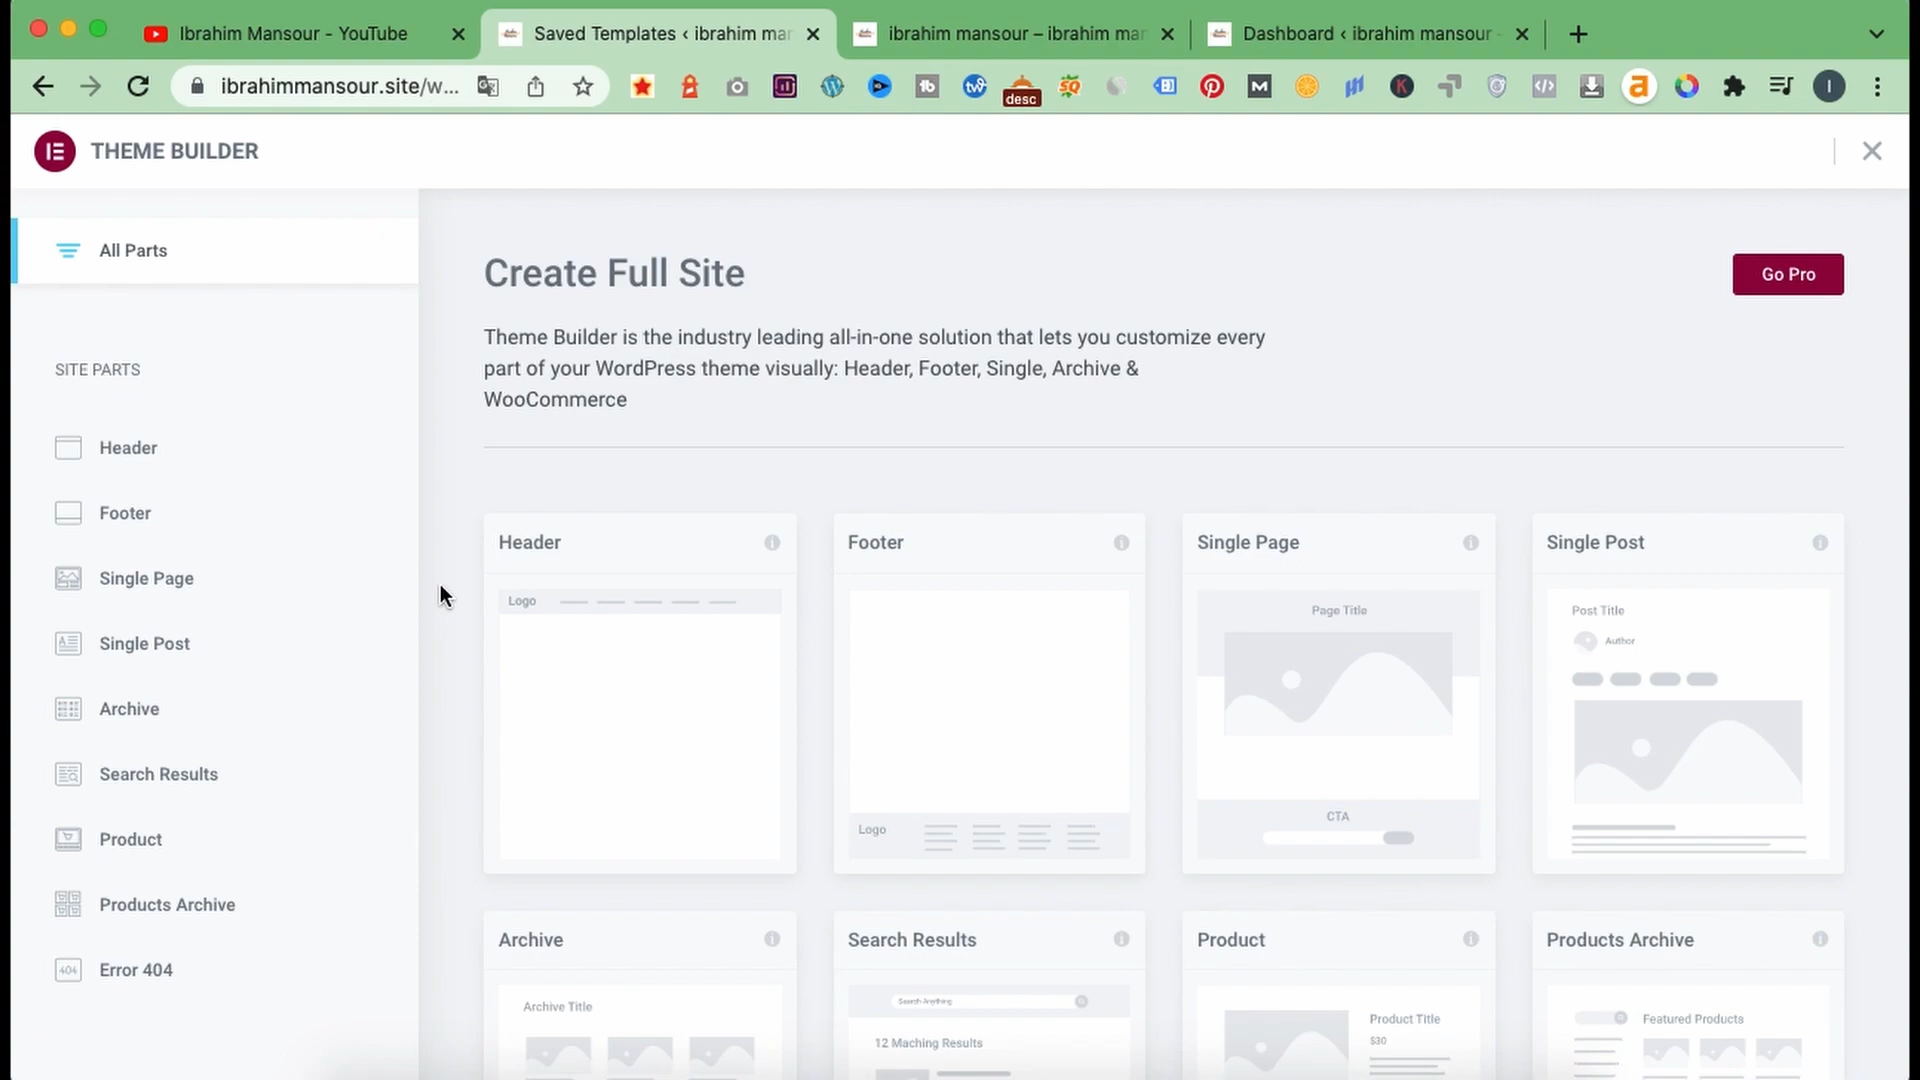 Ibrahim Mansour - YouTube
Saved Templates ‹ ibrahim mar
ibrahim mansour – ibrahim mar
Dashboard ‹ ibrahim mansour -
ibrahimmansour.site/w...
desc
THEME BUILDER
All Parts
SITE PARTS
Header
Footer
Single Page
Single Post
Archive
Search Results
Product
Products Archive
404
Error 404
Create Full Site
Go Pro
Theme Builder is the industry leading all-in-one solution that lets you customize every
part of your WordPress theme visually: Header, Footer, Single, Archive &
WooCommerce
Header
Logo
Footer
Logo
Single Page
Page Title
CTA
Single Post
Post Title
Author
Archive
Archive Title
Search Results
Search Anything
12 Maching Results
Product
Product Title
$30
Products Archive
Featured Products